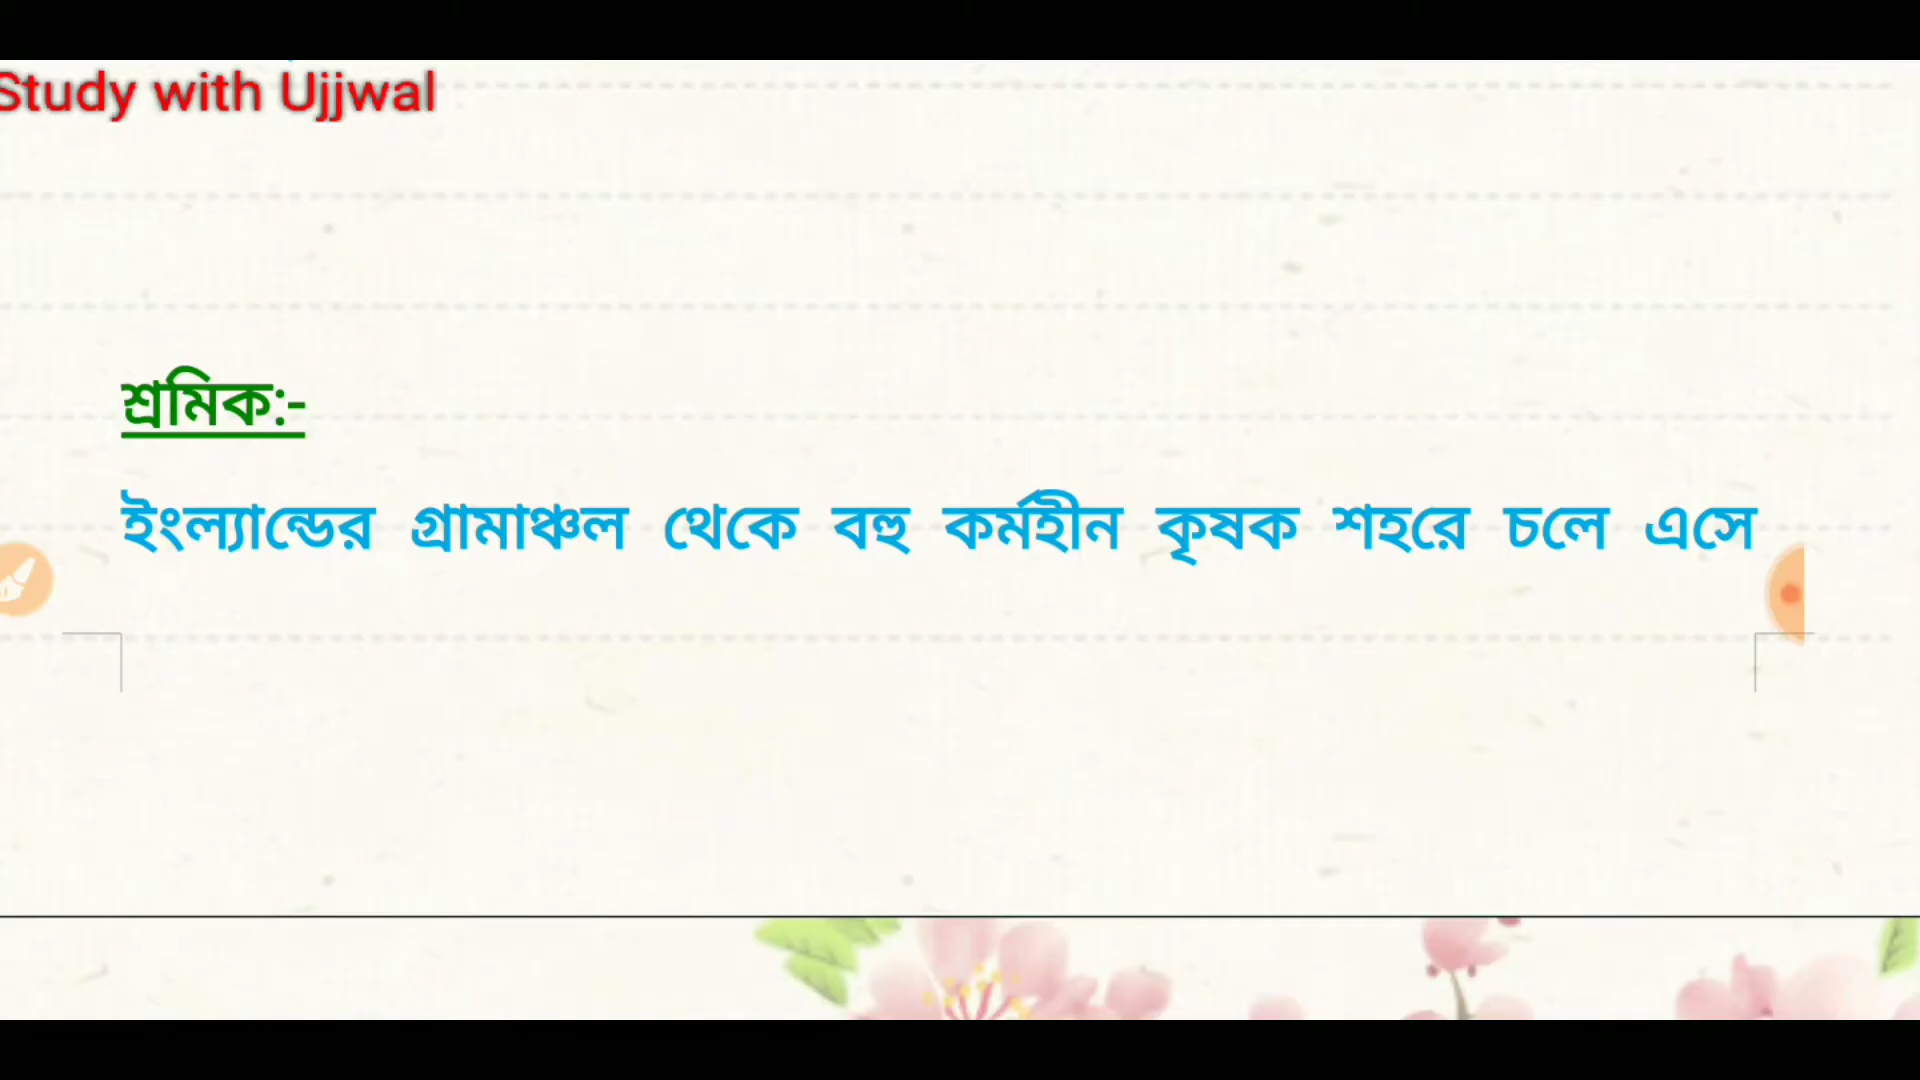 Study with Ujjwal
শ্রমিক:-
ইংল্যান্ডের গ্রামাঞ্চল থেকে বহু কর্মহীন কৃষক শহরে চলে এসে